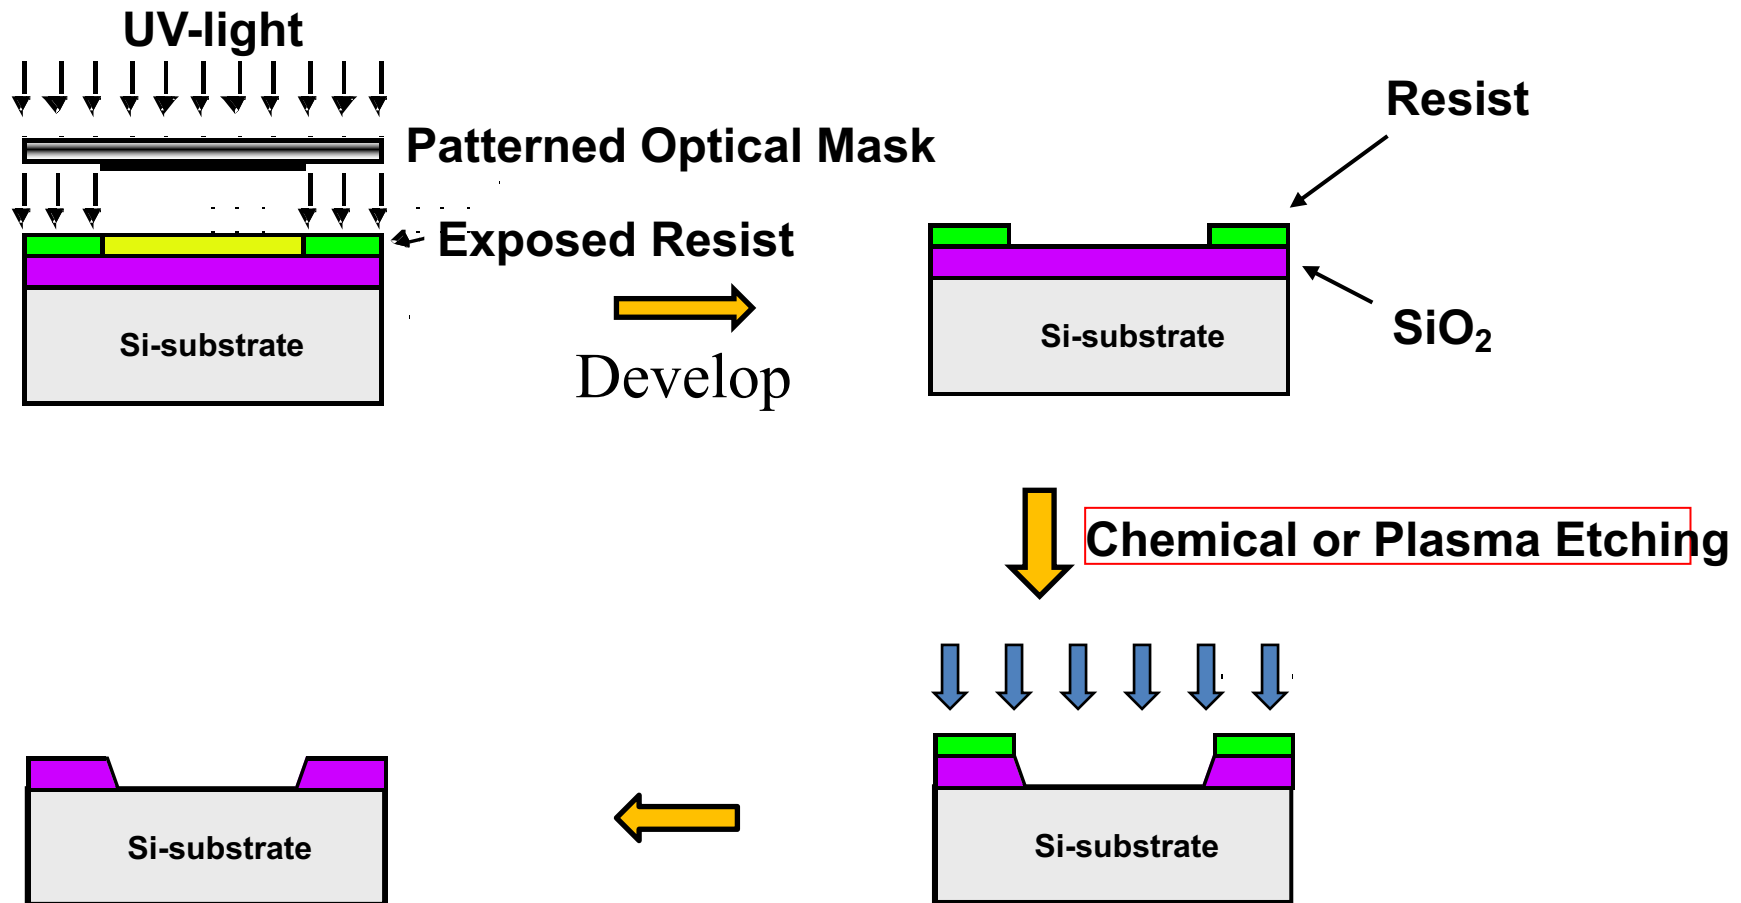 UV-light
Patterned Optical Mask
Exposed Resist
Si-substrate
Develop
Resist
SiO₂
Si-substrate
Chemical or Plasma Etching
Si-substrate
Si-substrate